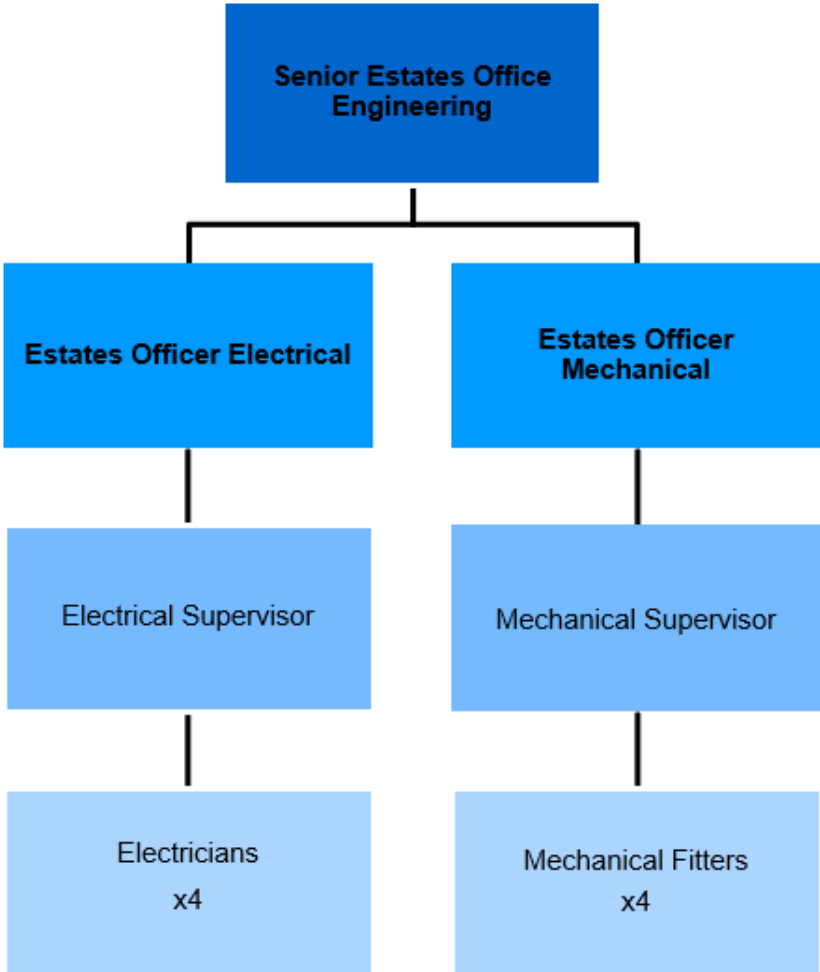 Senior Estates Office
Engineering
Estates Officer Electrical
Estates Officer
Mechanical
Electrical Supervisor
Mechanical Supervisor
Electricians
x4
Mechanical Fitters
x4